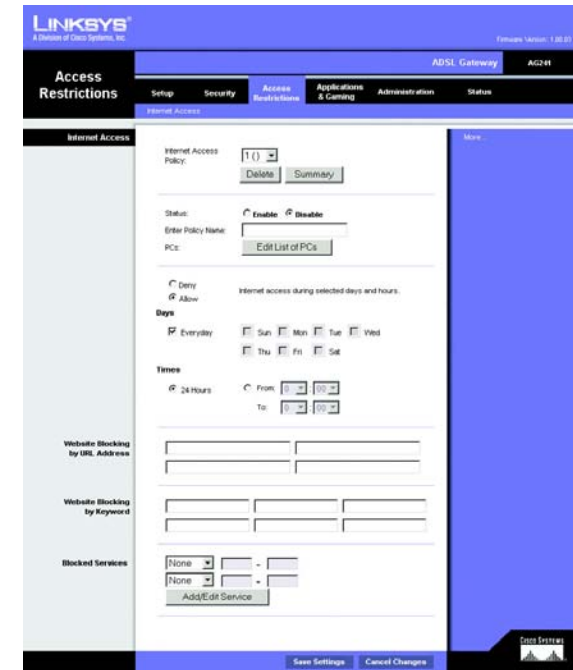 LINKSYS®
A Division of Cisco Systems, Inc.
Firmware Version: 1.00.01
ADSL Gateway AG241
Access Restrictions
Setup Security Access Restrictions Applications & Gaming Administration Status
Internet Access
Internet Access
More...
Internet Access Policy: 1 ()
Delete Summary
Status: Enable Disable
Enter Policy Name:
PCs: Edit List of PCs
Deny
Allow
Internet access during selected days and hours.
Days
Everyday Sun Mon Tue Wed
Thu Fri Sat
Times
24 Hours From: 0 : 00
To: 0 : 00
Website Blocking by URL Address
Website Blocking by Keyword
Blocked Services
None -
None -
Add/Edit Service
Save Settings Cancel Changes
CISCO SYSTEMS